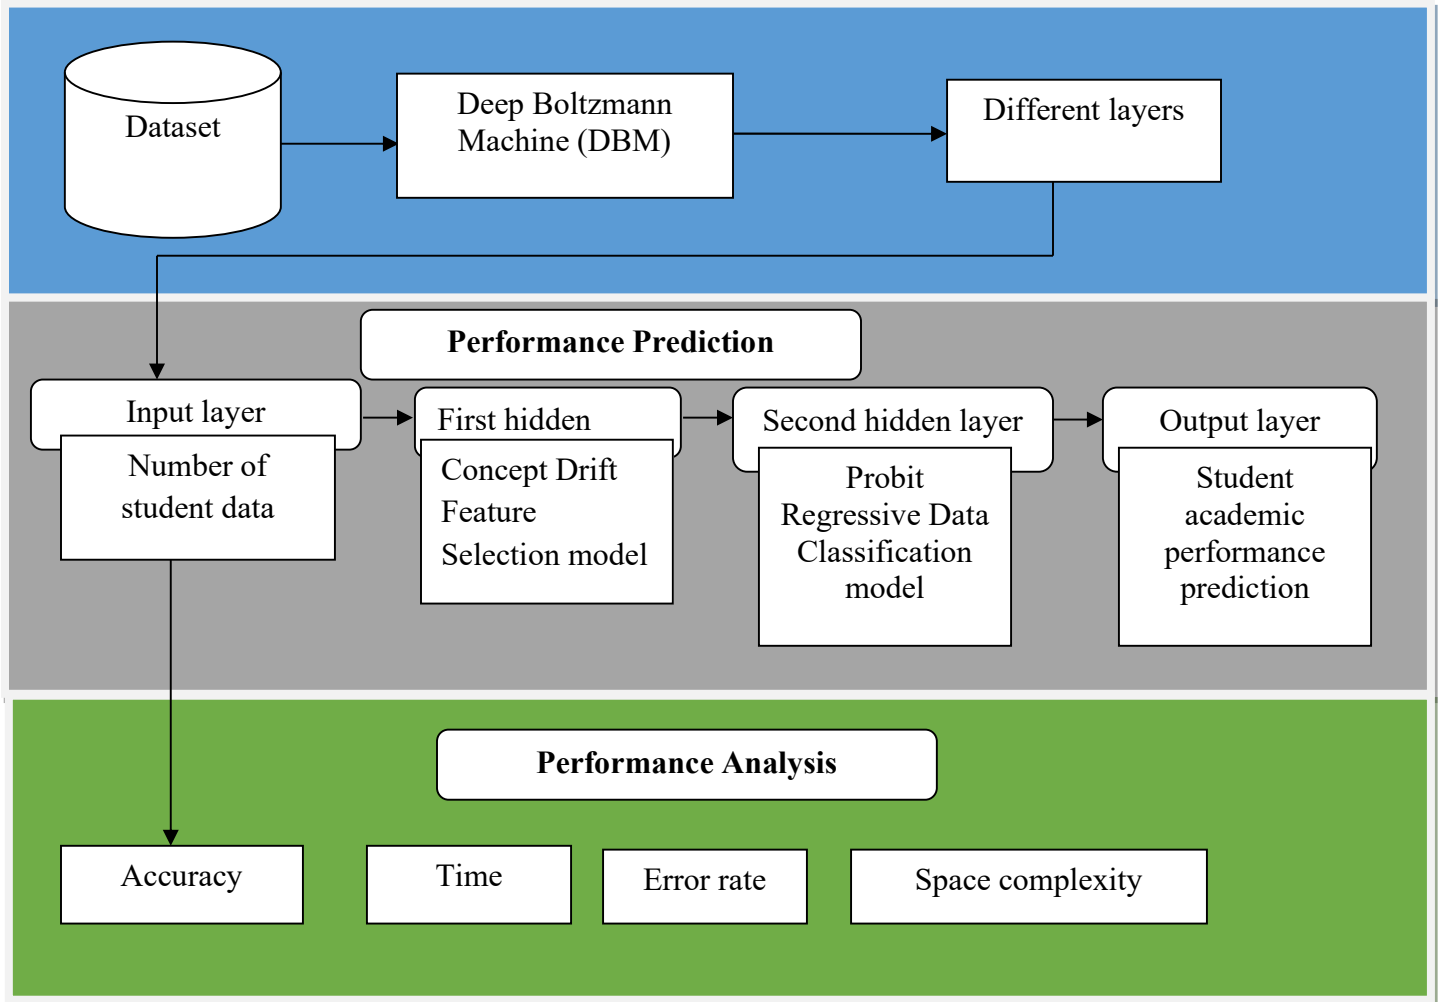 Dataset
Deep Boltzmann
Machine (DBM)
Different layers
Performance Prediction
Input layer
Number of
student data
First hidden
Concept Drift
Feature
Selection model
Second hidden layer
Probit
Regressive Data
Classification
model
Output layer
Student
academic
performance
prediction
Performance Analysis
Accuracy
Time
Error rate
Space complexity